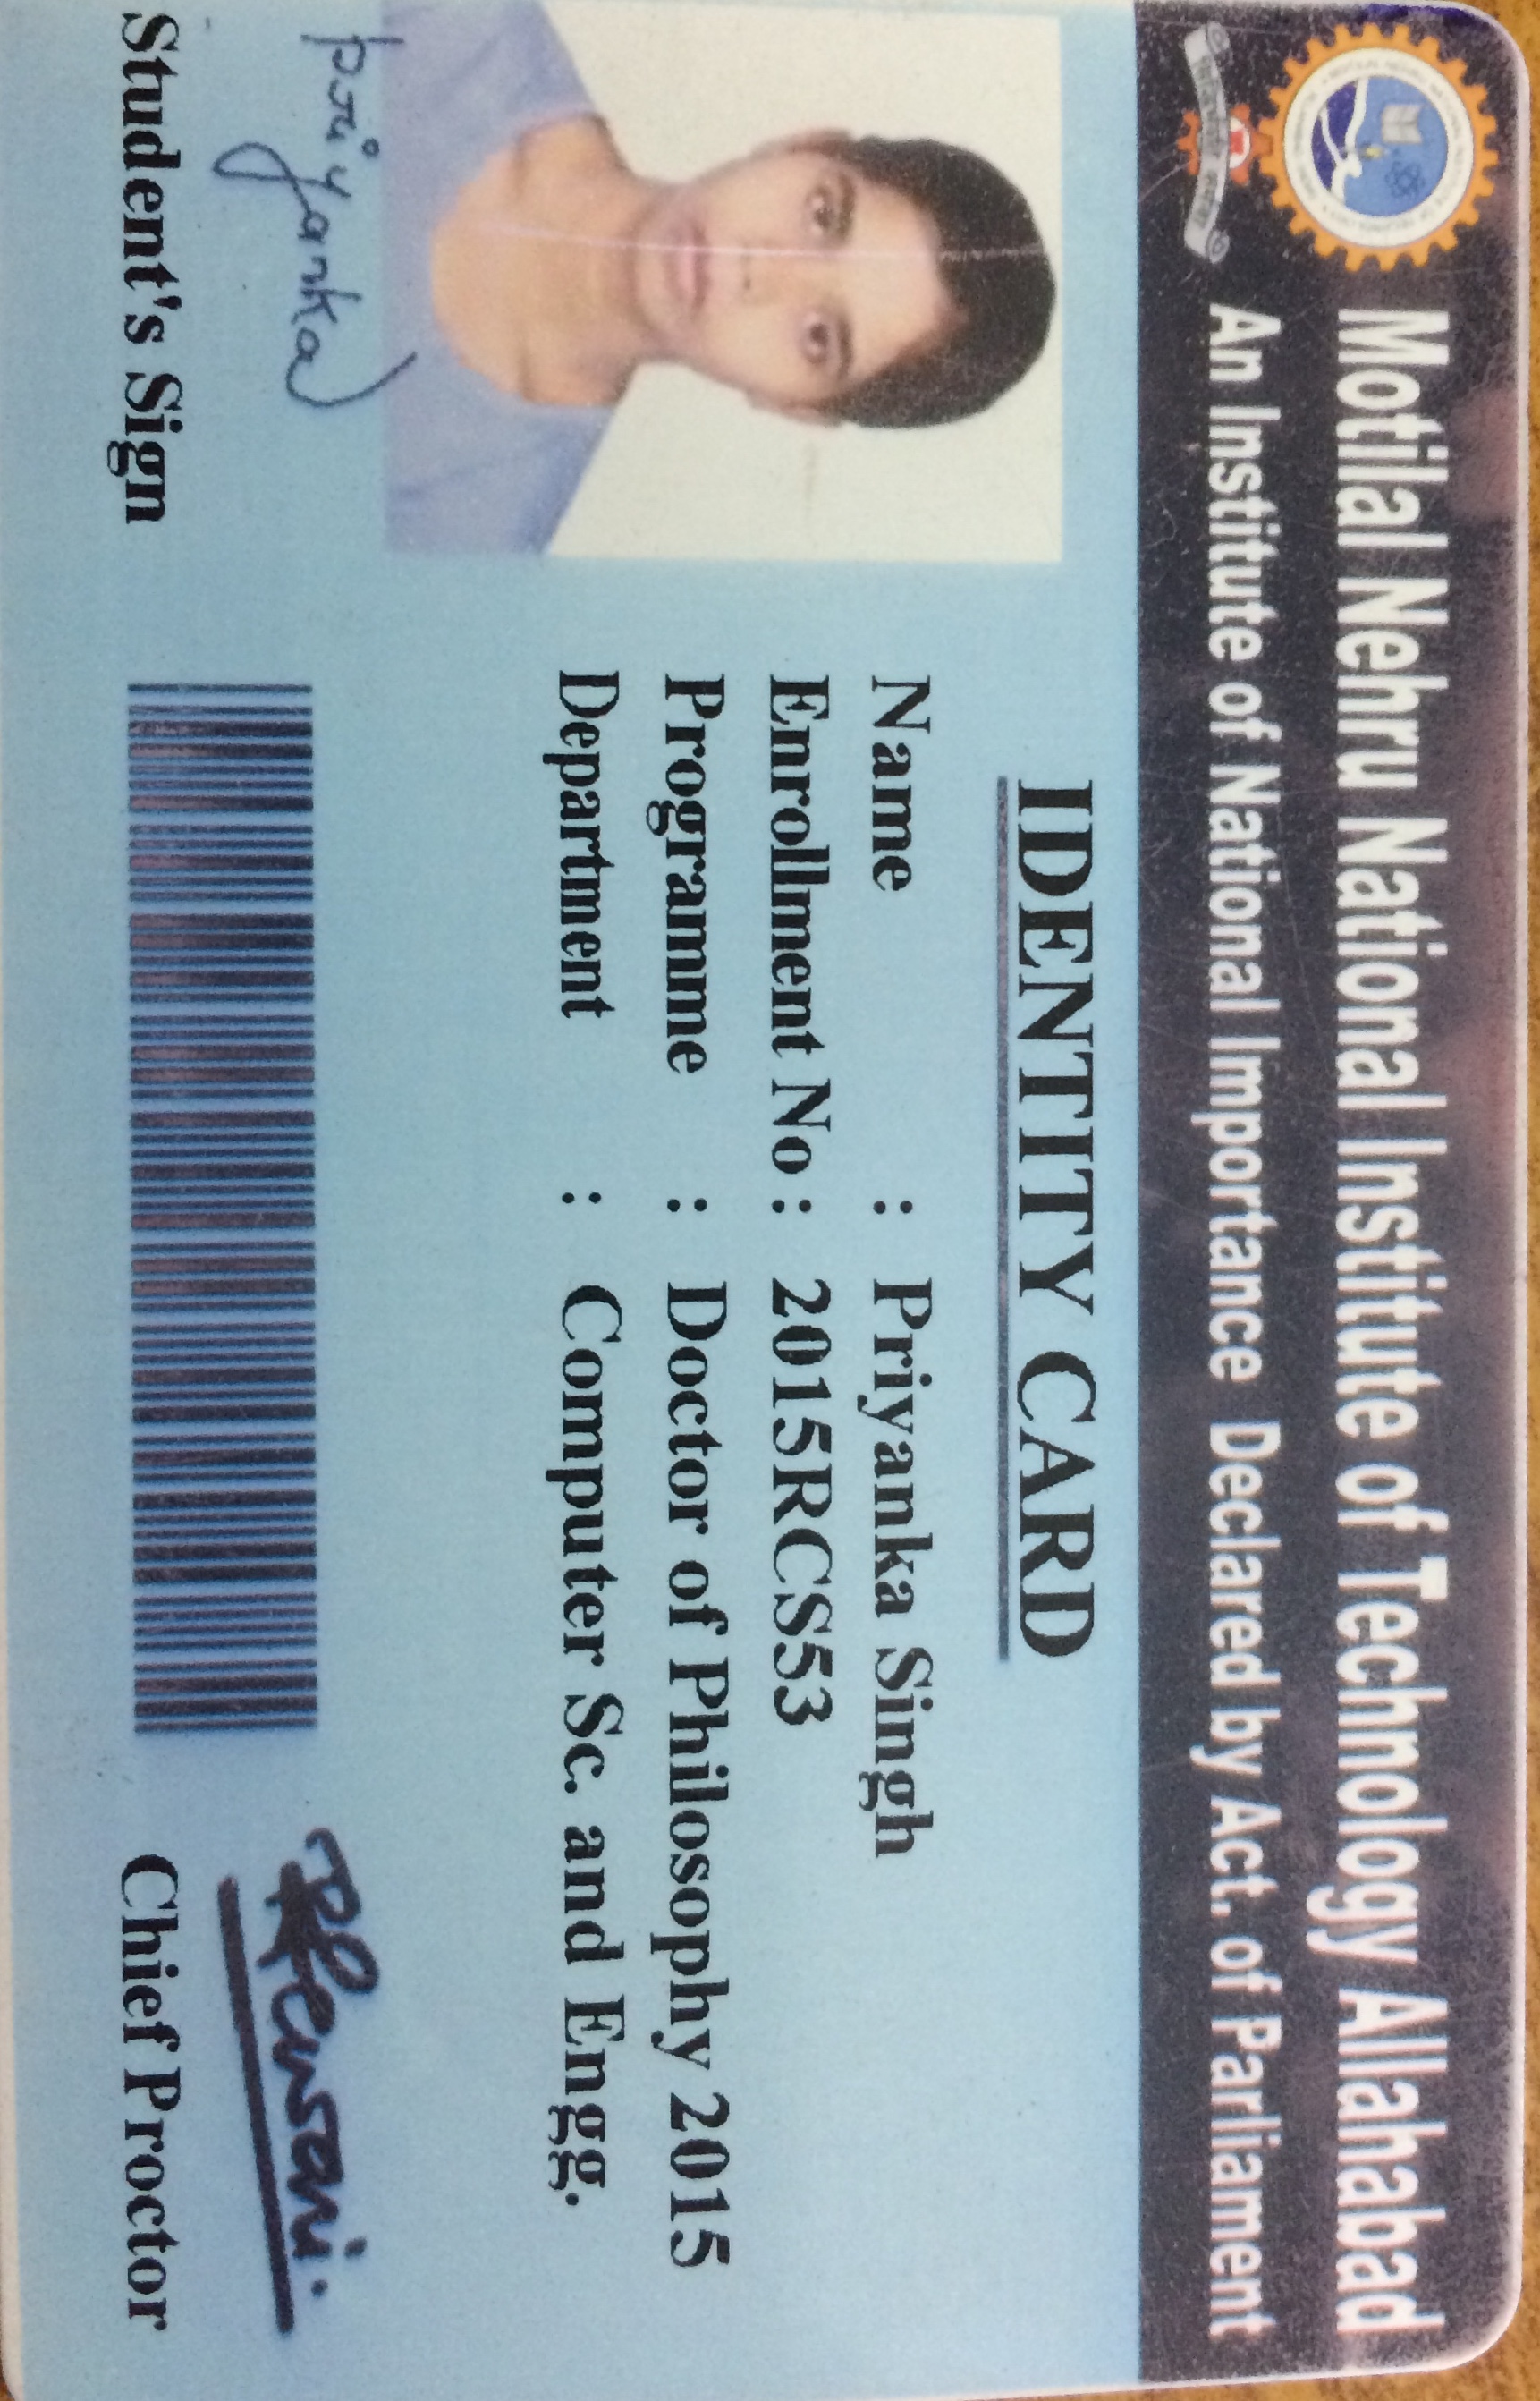 Motilal Nehru National Institute of Technology Allahabad
An Institute of National Importance Declared by Act. of Parliament
IDENTITY CARD
Name : Priyanka Singh
Enrollment No : 2015RCS53
Programme : Doctor of Philosophy 2015
Department : Computer Sc. and Engg.
Priyanka
Student's Sign
Chief Proctor